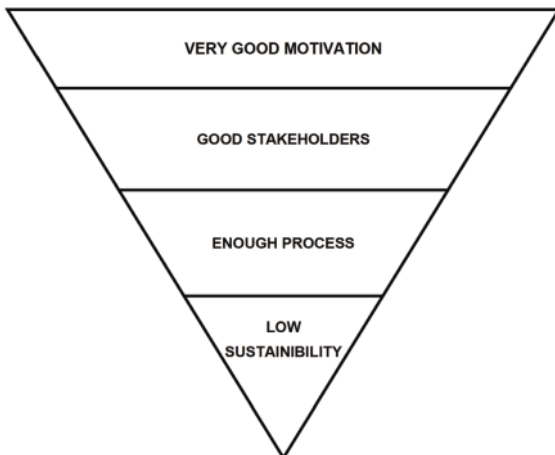 VERY GOOD MOTIVATION
GOOD STAKEHOLDERS
ENOUGH PROCESS
LOW
SUSTAINIBILITY